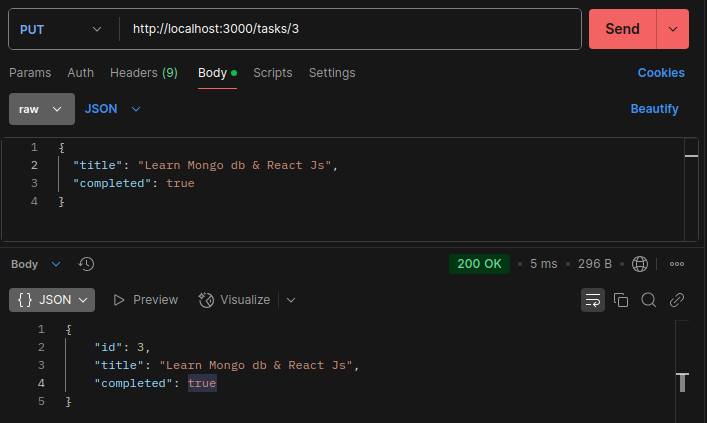 PUT http://localhost:3000/tasks/3 Send
Params Auth Headers (9) Body Scripts Settings Cookies
raw JSON Beautify
1 {
2 "title": "Learn Mongo db & React Js",
3 "completed": true
4 }
Body 200 OK • 5 ms • 296 B •
{} JSON Preview Visualize
1 {
2 "id": 3,
3 "title": "Learn Mongo db & React Js",
4 "completed": true
5 }